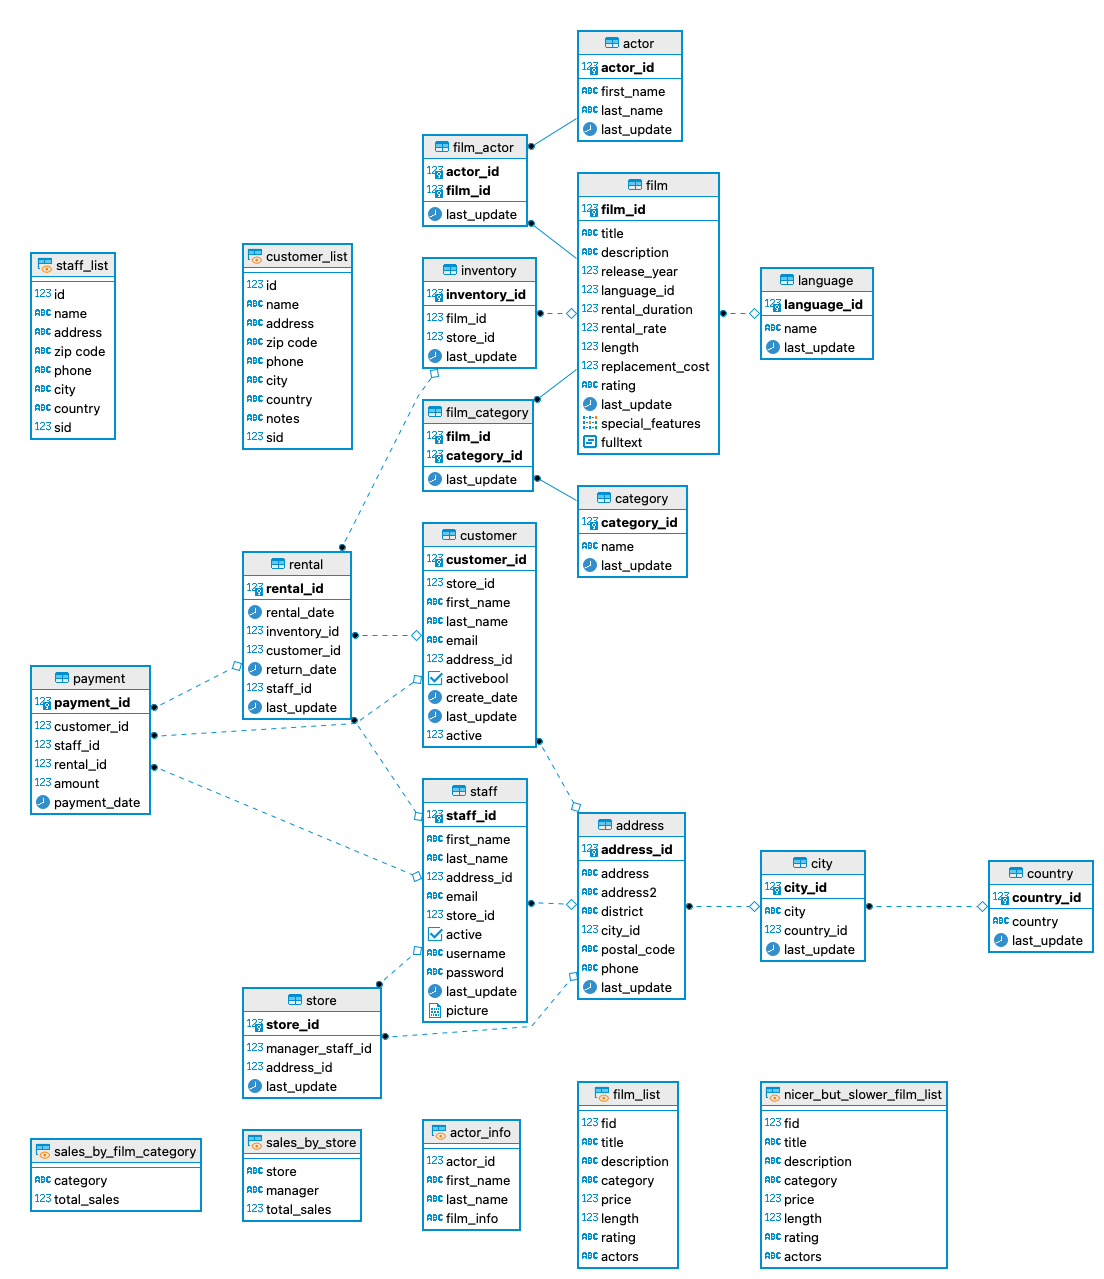 actor
actor_id
first_name
last_name
last_update
film_actor
actor_id
film_id
last_update
film
film_id
title
description
release_year
language_id
rental_duration
rental_rate
length
replacement_cost
rating
last_update
special_features
fulltext
staff_list
id
name
address
zip code
phone
city
country
sid
customer_list
id
name
address
zip code
phone
city
country
notes
sid
inventory
inventory_id
film_id
store_id
last_update
language
language_id
name
last_update
film_category
film_id
category_id
last_update
category
category_id
name
last_update
customer
customer_id
store_id
first_name
last_name
email
address_id
activebool
create_date
last_update
active
rental
rental_id
rental_date
inventory_id
customer_id
return_date
staff_id
last_update
payment
payment_id
customer_id
staff_id
rental_id
amount
payment_date
staff
staff_id
first_name
last_name
address_id
email
store_id
active
username
password
last_update
picture
address
address_id
address
address2
district
city_id
postal_code
phone
last_update
city
city_id
city
country_id
last_update
country
country_id
country
last_update
store
store_id
manager_staff_id
address_id
last_update
sales_by_film_category
category
total_sales
sales_by_store
store
manager
total_sales
actor_info
actor_id
first_name
last_name
film_info
film_list
fid
title
description
category
price
length
rating
actors
nicer_but_slower_film_list
fid
title
description
category
price
length
rating
actors